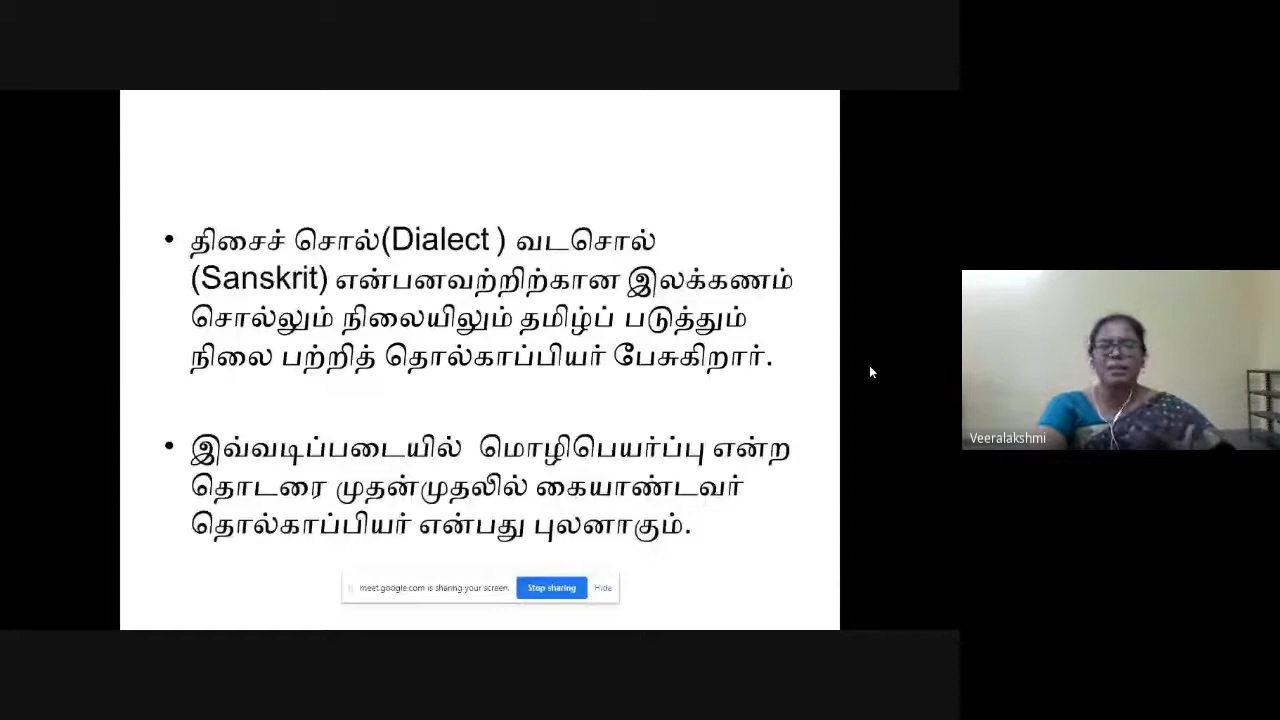 • திசைச் சொல்(Dialect ) வடசொல்
(Sanskrit) என்பனவற்றிற்கான இலக்கணம்
சொல்லும் நிலையிலும் தமிழ்ப் படுத்தும்
நிலை பற்றித் தொல்காப்பியர் பேசுகிறார்.
• இவ்வடிப்படையில் மொழிபெயர்ப்பு என்ற
தொடரை முதன்முதலில் கையாண்டவர்
தொல்காப்பியர் என்பது புலனாகும்.
meet.google.com is sharing your screen. Stop sharing Hide
Veeralakshmi